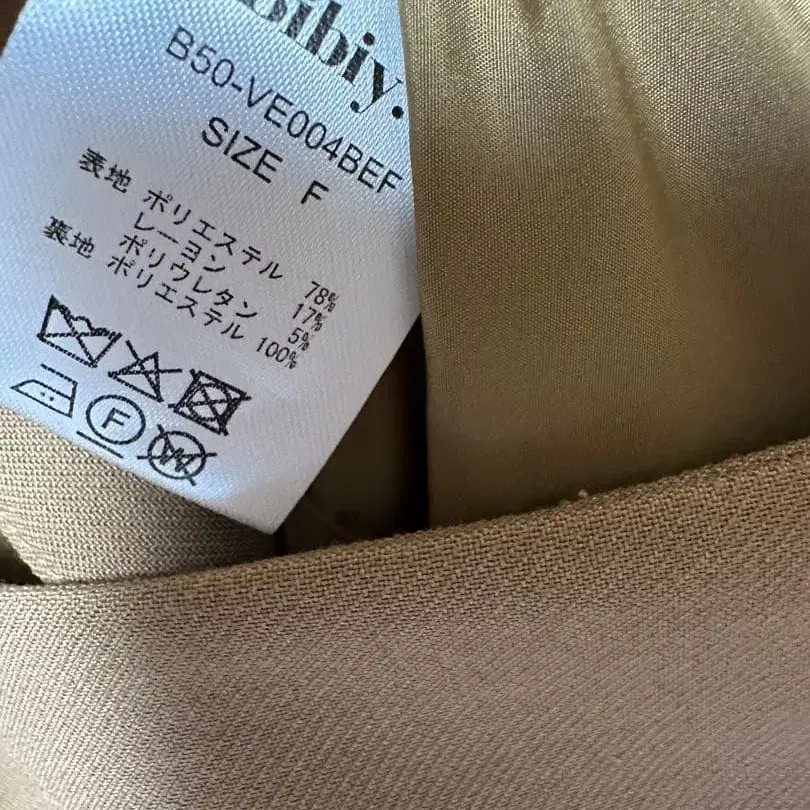 bibiy.
B50-VE004BEF
SIZE F
表地 ポリエステル 78%
レーヨン 17%
ポリウレタン 5%
裏地 ポリエステル 100%
F
W